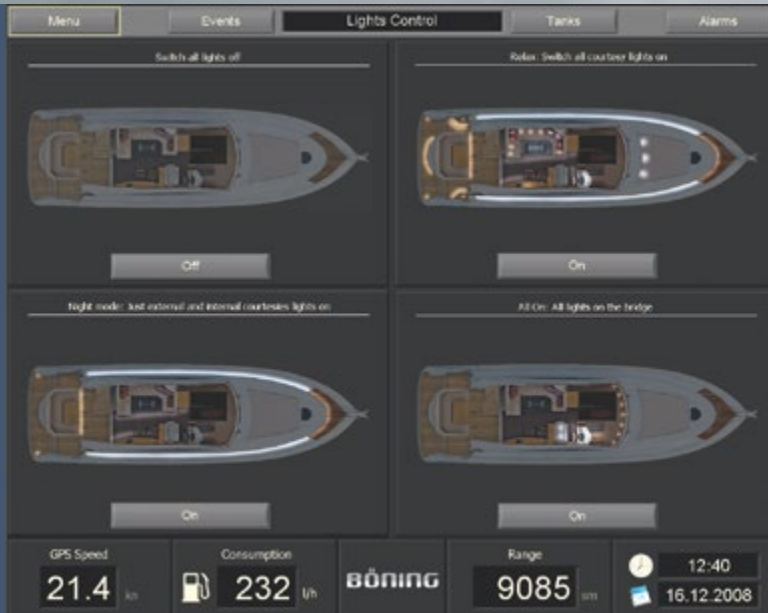 Menu
Events
Lights Control
Tanks
Alarms
Switch all lights off
Relax: Switch all courtesy lights on
Off
On
Night mode: Just external and internal courtesies lights on
All On: All lights on the bridge
On
On
GPS Speed
21.4 kn
Consumption
232 l/h
BÖNING
Range
9085 sm
12:40
16.12.2008